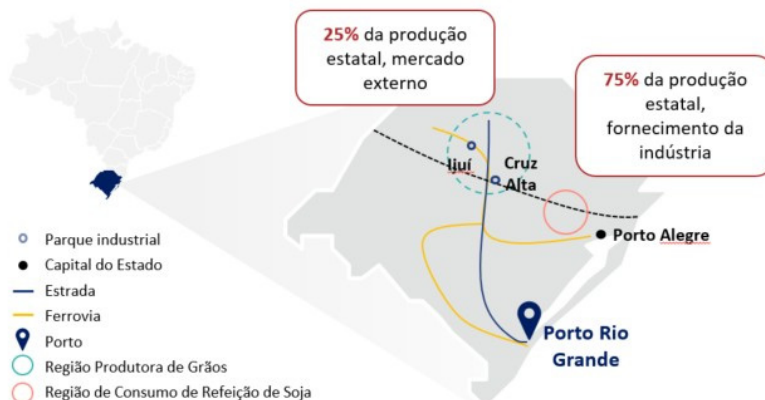 25% da produção
estatal, mercado
externo
75% da produção
estatal,
fornecimento da
indústria
Ijuí
Cruz
Alta
Porto Alegre
Porto Rio
Grande
Parque industrial
Capital do Estado
Estrada
Ferrovia
Porto
Região Produtora de Grãos
Região de Consumo de Refeição de Soja